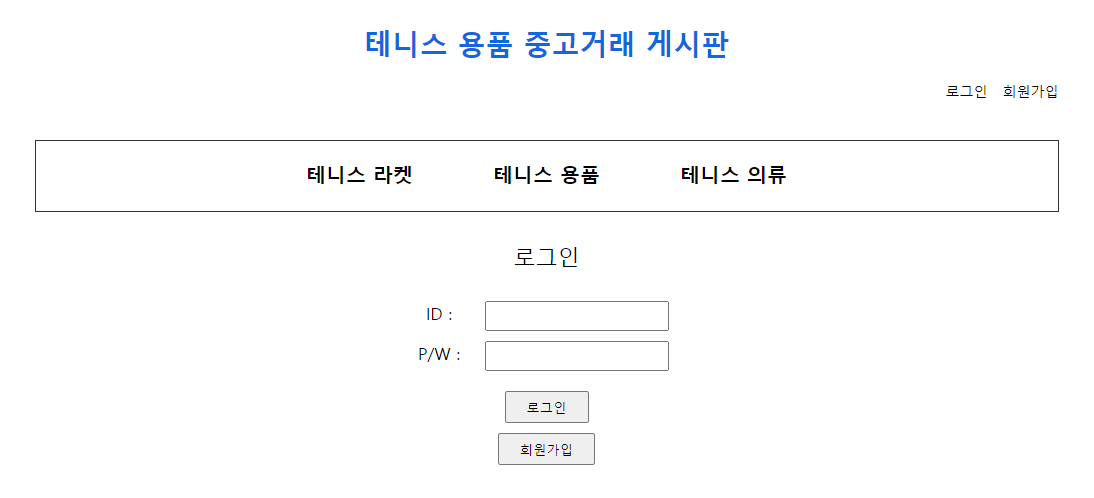 테니스 용품 중고거래 게시판
로그인 회원가입
테니스 라켓 테니스 용품 테니스 의류
로그인
ID :
P/W :
로그인
회원가입